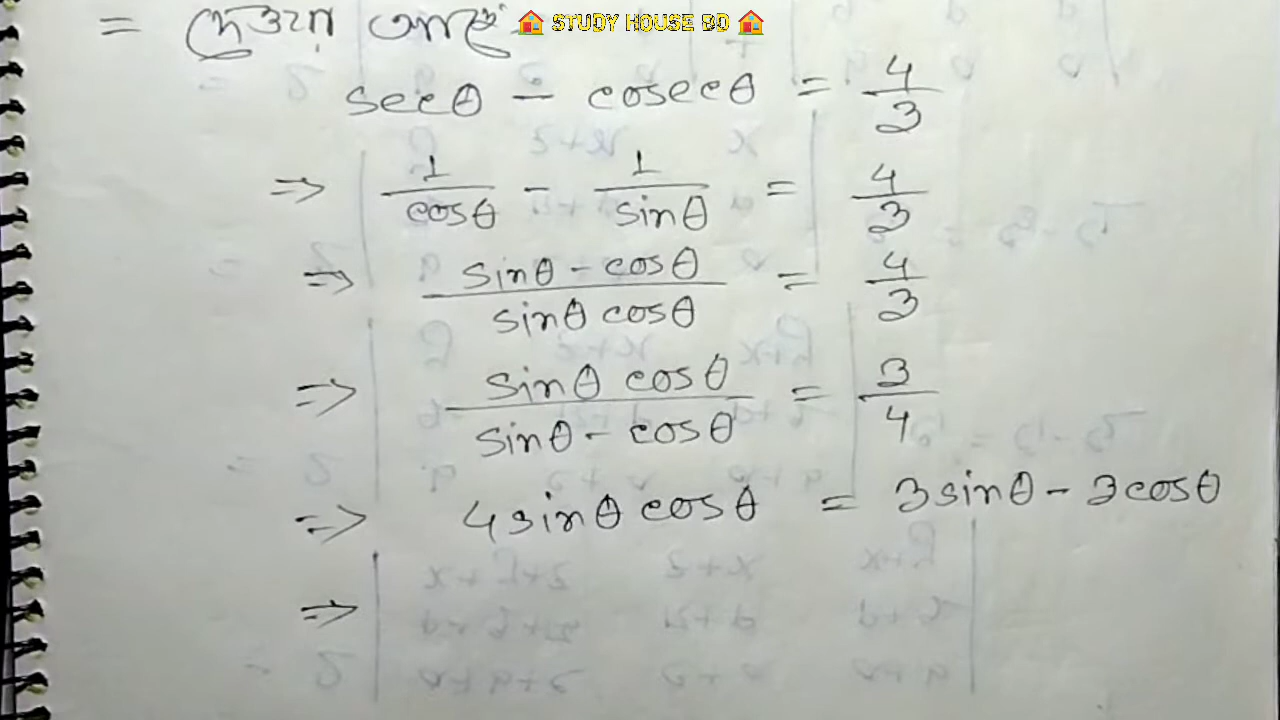 = দেওয়া আছে
🏠 STUDY HOUSE BD 🏠
secθ - cosecθ = 4/3
=> 1/cosθ - 1/sinθ = 4/3
=> (sinθ - cosθ)/(sinθ cosθ) = 4/3
=> (sinθ cosθ)/(sinθ - cosθ) = 3/4
=> 4sinθ cosθ = 3sinθ - 3cosθ
=>